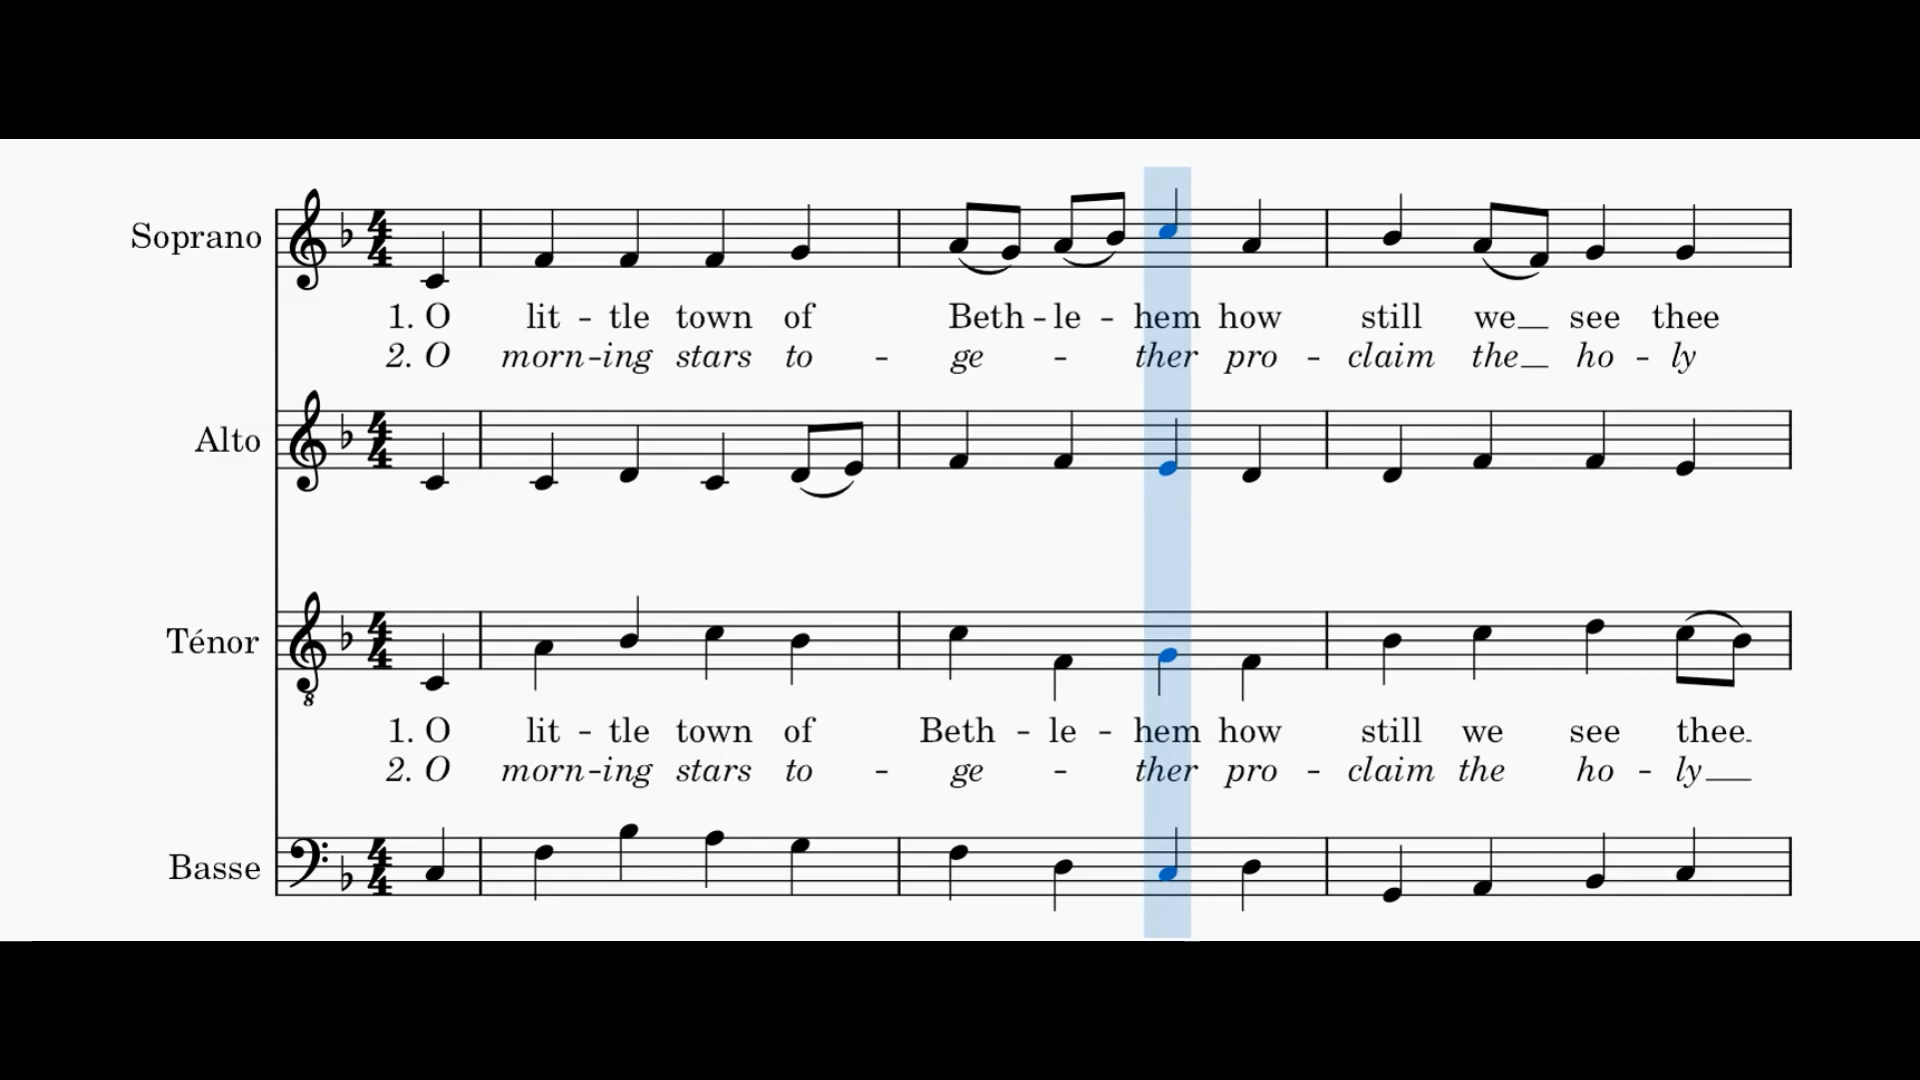 Soprano
1. O lit - tle town of Beth - le - hem how still we__ see thee
2. O morn-ing stars to - ge - ther pro - claim the__ ho - ly
Alto
Ténor
8
1. O lit - tle town of Beth - le - hem how still we see thee_
2. O morn-ing stars to - ge - ther pro - claim the ho - ly__
Basse